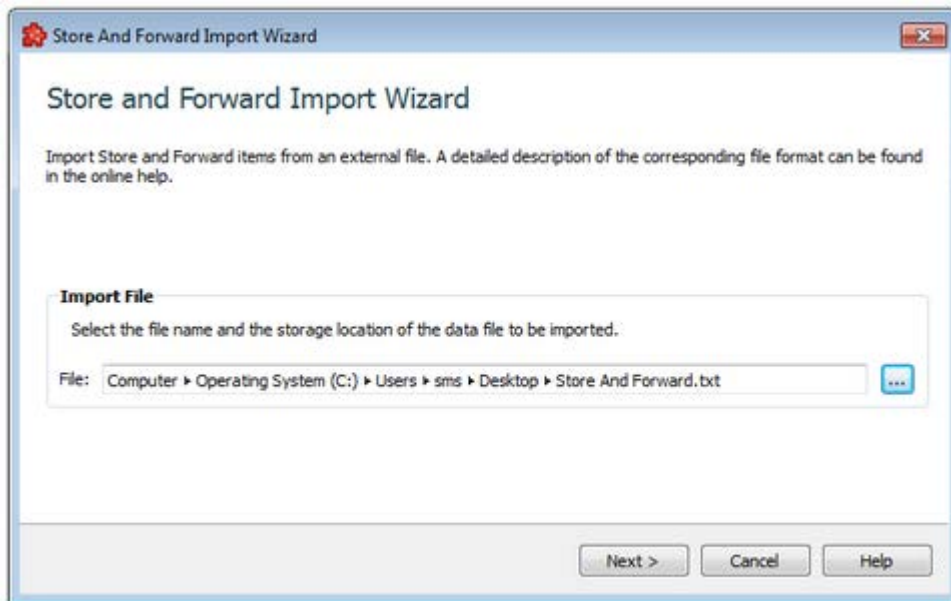 Store And Forward Import Wizard
Store and Forward Import Wizard
Import Store and Forward items from an external file. A detailed description of the corresponding file format can be found
in the online help.
Import File
Select the file name and the storage location of the data file to be imported.
File: Computer ▸ Operating System (C:) ▸ Users ▸ sms ▸ Desktop ▸ Store And Forward.txt ...
Next > Cancel Help